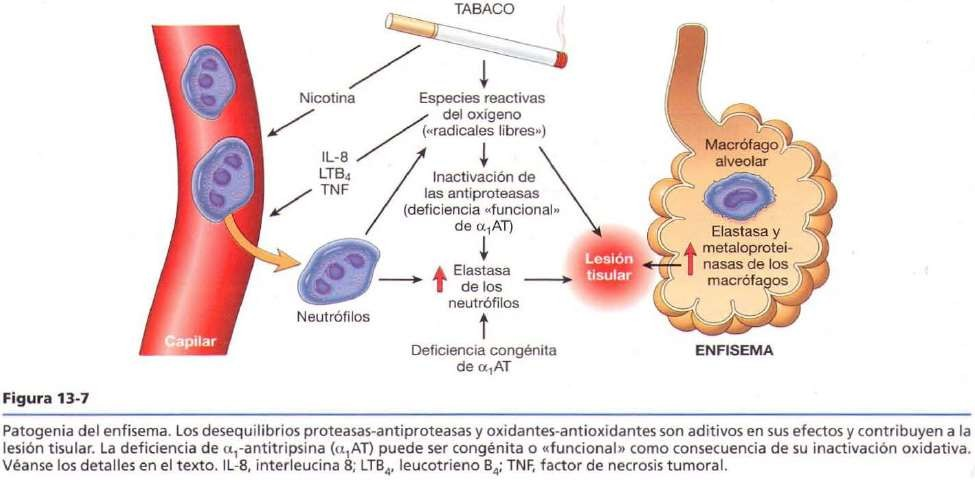 TABACO
Nicotina
Especies reactivas
del oxígeno
(«radicales libres»)
IL-8
LTB4
TNF
Inactivación de
las antiproteasas
(deficiencia «funcional»
de α1AT)
Macrófago
alveolar
Elastasa y
metaloprotei-
nasas de los
macrófagos
Lesión
tisular
Elastasa
de los
neutrófilos
Neutrófilos
Capilar
Deficiencia congénita
de α1AT
ENFISEMA
Figura 13-7
Patogenia del enfisema. Los desequilibrios proteasas-antiproteasas y oxidantes-antioxidantes son aditivos en sus efectos y contribuyen a la
lesión tisular. La deficiencia de α1-antitripsina (α1AT) puede ser congénita o «funcional» como consecuencia de su inactivación oxidativa.
Véanse los detalles en el texto. IL-8, interleucina 8; LTB4, leucotrieno B4; TNF, factor de necrosis tumoral.